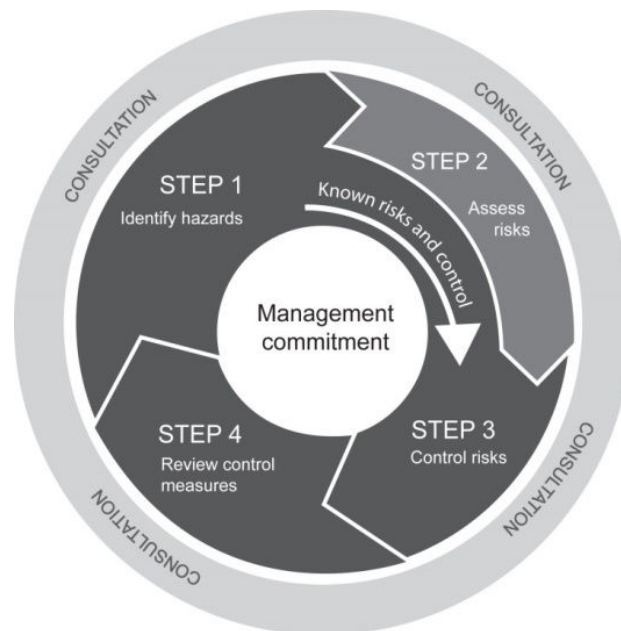 CONSULTATION
CONSULTATION
STEP 1
Identify hazards
STEP 2
Assess
risks
Known risks and control
Management
commitment
STEP 4
Review control
measures
STEP 3
Control risks
CONSULTATION
CONSULTATION